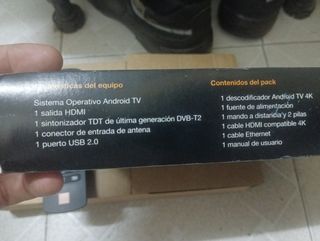 Características del equipo
Sistema Operativo Android TV
1 salida HDMI
1 sintonizador TDT de última generación DVB-T2
1 conector de entrada de antena
1 puerto USB 2.0
Contenidos del pack
1 descodificador Android TV 4K
1 fuente de alimentación
1 mando a distancia y 2 pilas
1 cable HDMI compatible 4K
1 cable Ethernet
1 manual de usuario